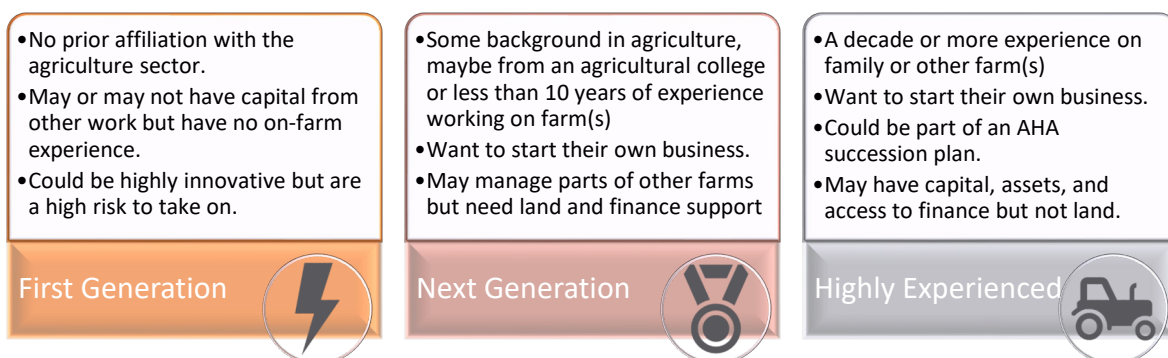 •No prior affiliation with the
agriculture sector.
•May or may not have capital from
other work but have no on-farm
experience.
•Could be highly innovative but are
a high risk to take on.
First Generation
•Some background in agriculture,
maybe from an agricultural college
or less than 10 years of experience
working on farm(s)
•Want to start their own business.
•May manage parts of other farms
but need land and finance support
Next Generation
•A decade or more experience on
family or other farm(s)
•Want to start their own business.
•Could be part of an AHA
succession plan.
•May have capital, assets, and
access to finance but not land.
Highly Experienced